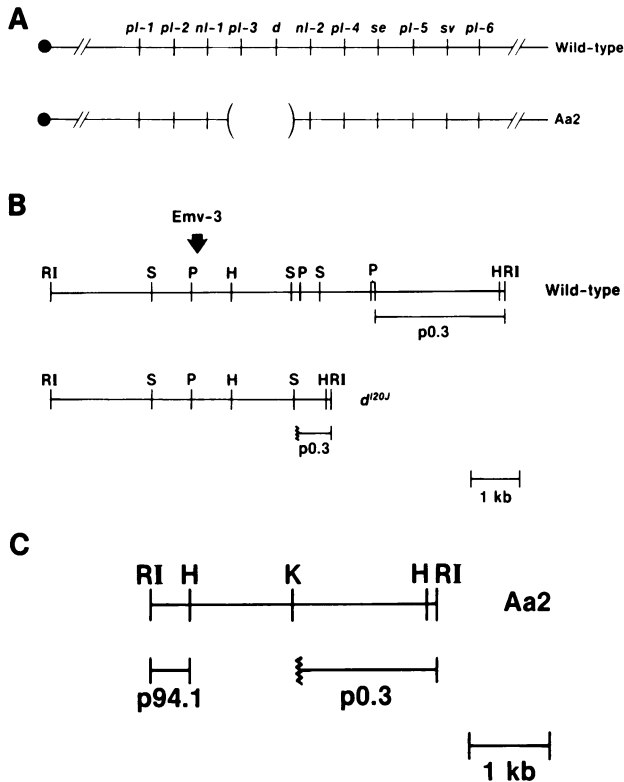 A
pl-1 pl-2 nl-1 pl-3 d nl-2 pl-4 se pl-5 sv pl-6
Wild-type
Aa2
B
Emv-3
RI S P H S P S P H RI
Wild-type
p0.3
RI S P H S H RI
d^l20J
p0.3
1 kb
C
RI H K H RI
Aa2
p94.1 p0.3
1 kb